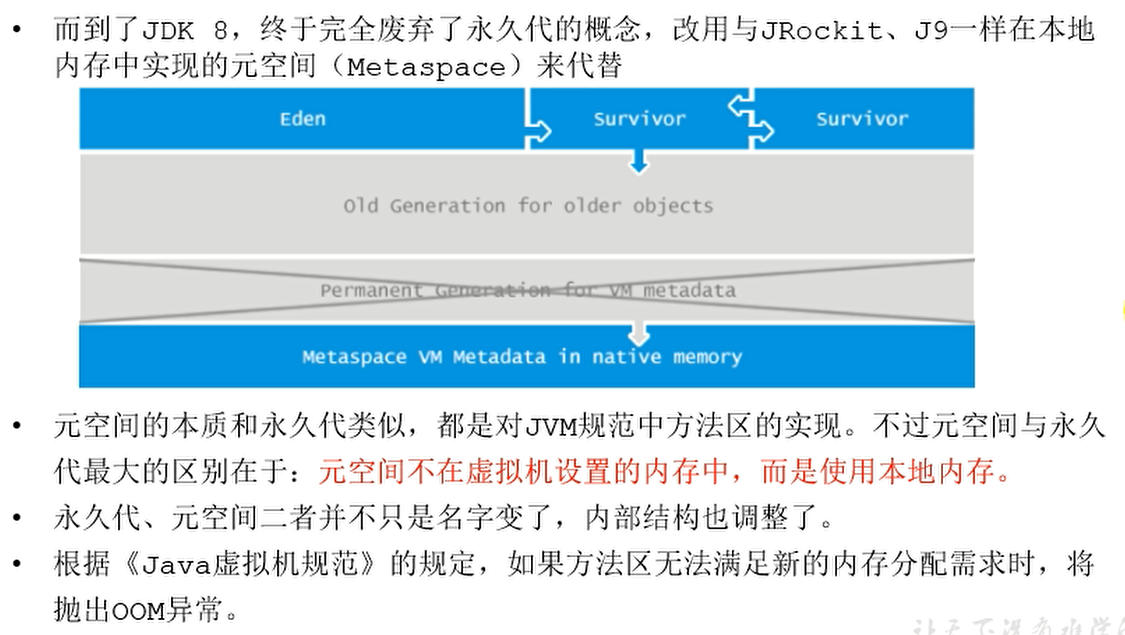 • 而到了JDK 8，终于完全废弃了永久代的概念，改用与JRockit、J9一样在本地
内存中实现的元空间（Metaspace）来代替
Eden Survivor Survivor
Old Generation for older objects
Permanent Generation for VM metadata
Metaspace VM Metadata in native memory
• 元空间的本质和永久代类似，都是对JVM规范中方法区的实现。不过元空间与永久
代最大的区别在于：元空间不在虚拟机设置的内存中，而是使用本地内存。
• 永久代、元空间二者并不只是名字变了，内部结构也调整了。
• 根据《Java虚拟机规范》的规定，如果方法区无法满足新的内存分配需求时，将
抛出OOM异常。